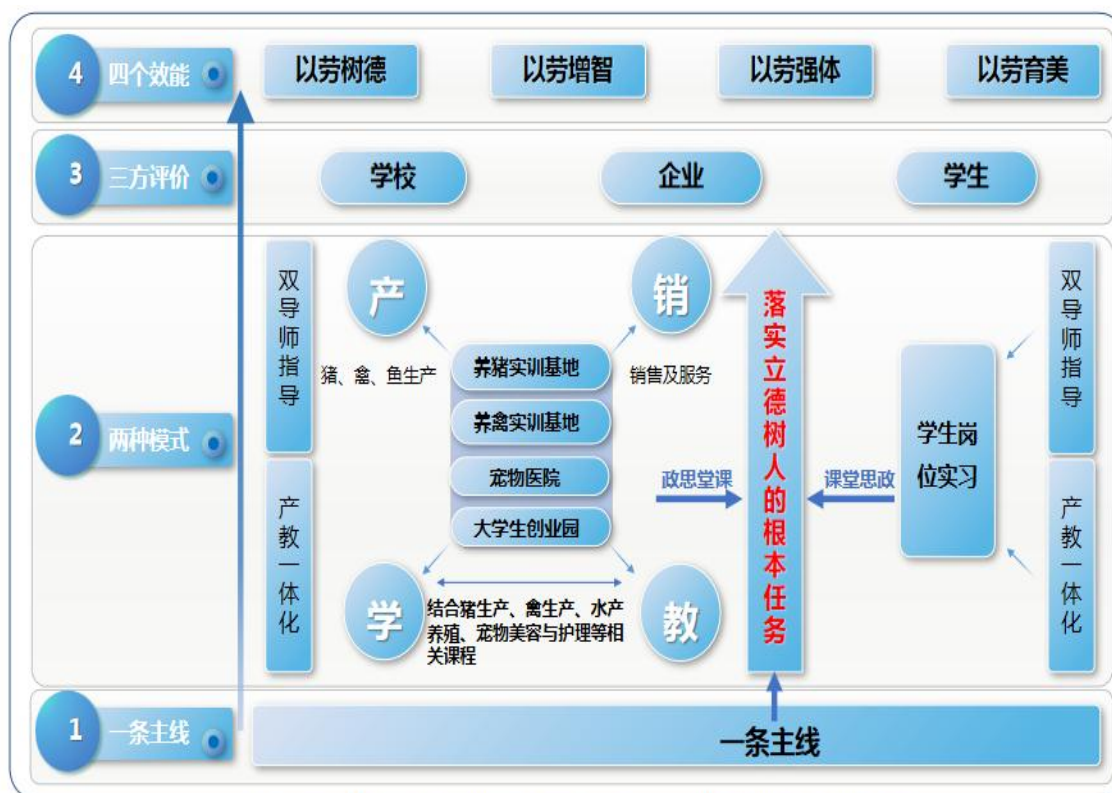 4
四个效能
以劳树德
以劳增智
以劳强体
以劳育美
3
三方评价
学校
企业
学生
2
两种模式
双导师指导
产教一体化
产
销
猪、禽、鱼生产
销售及服务
养猪实训基地
养禽实训基地
宠物医院
大学生创业园
学
教
结合猪生产、禽生产、水产
养殖、宠物美容与护理等相
关课程
政思堂课
落实立德树人的根本任务
课堂思政
学生岗
位实习
双导师指导
产教一体化
1
一条主线
一条主线